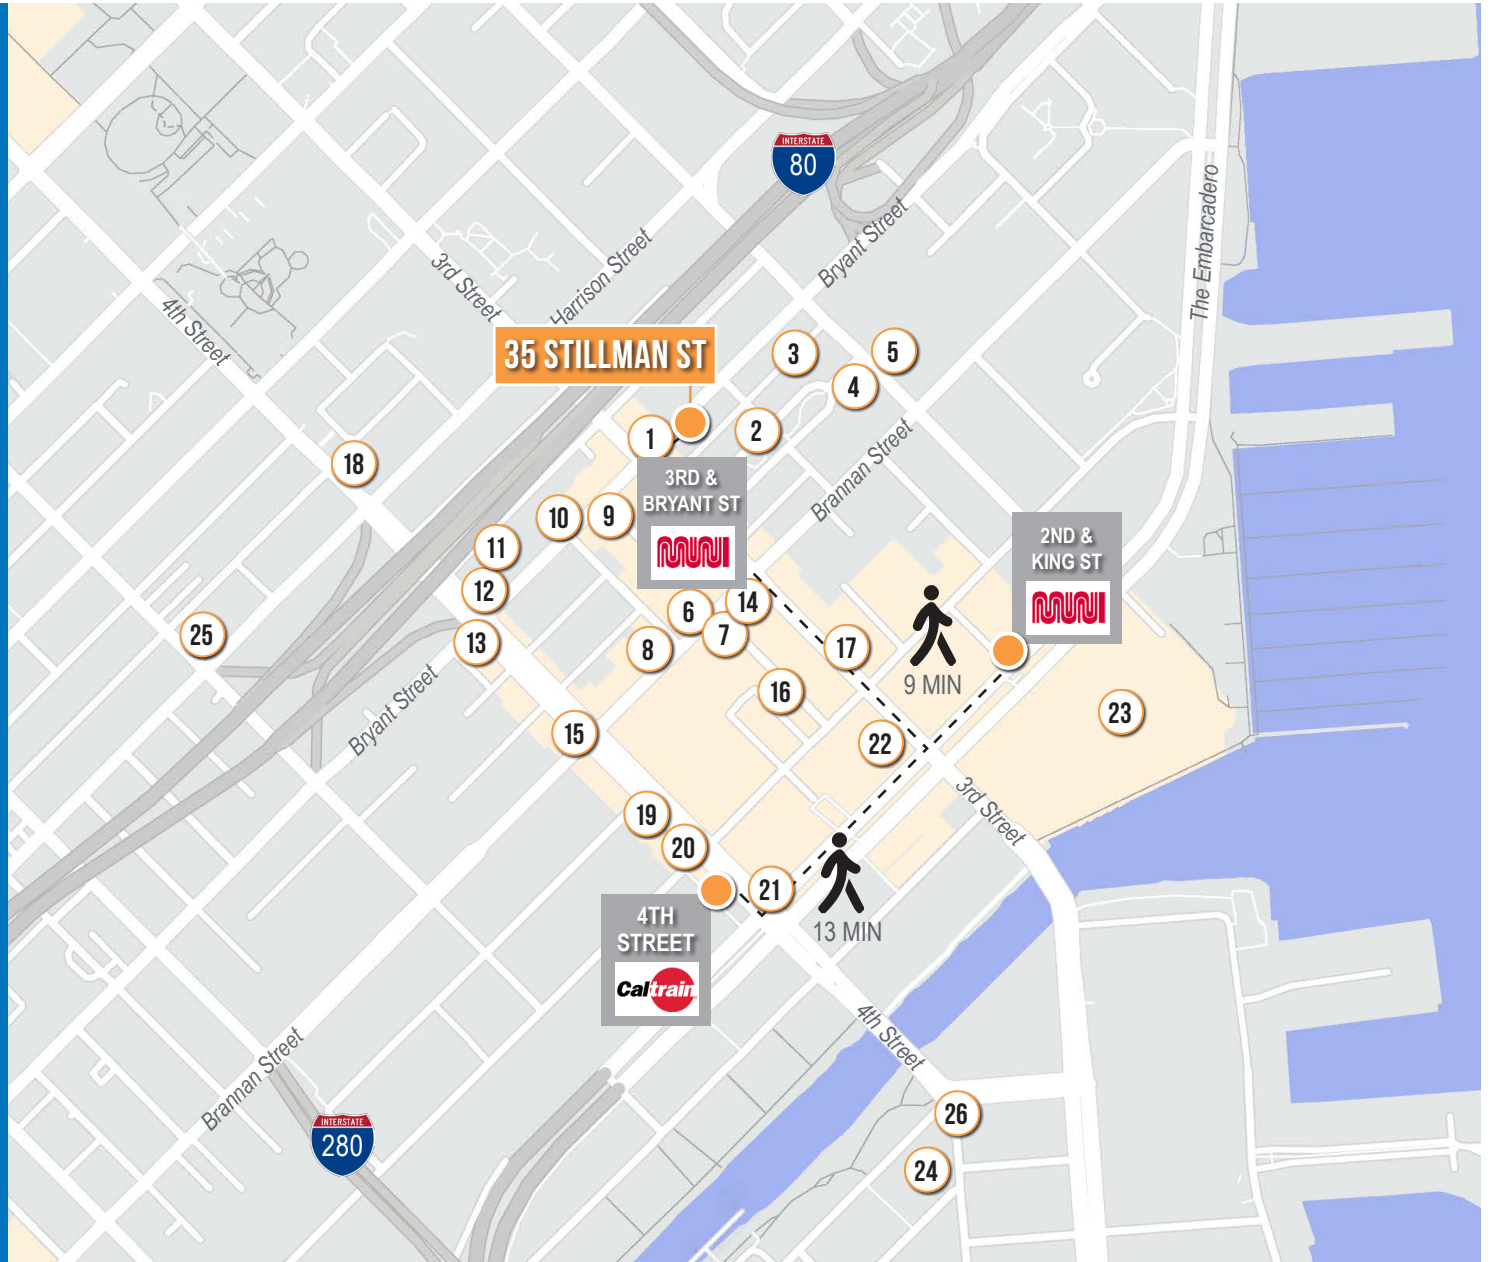 INTERSTATE
80
Bryant Street
The Embarcadero
Harrison Street
3rd Street
4th Street
35 STILLMAN ST
3
5
4
1
2
18
Brannan Street
3RD &
BRYANT ST
MUNI
10
9
11
12
2ND &
KING ST
MUNI
6
14
7
13
8
25
17
16
9 MIN
23
22
15
Bryant Street
3rd Street
19
20
21
13 MIN
4TH
STREET
Caltrain
4th Street
Brannan Street
INTERSTATE
280
26
24